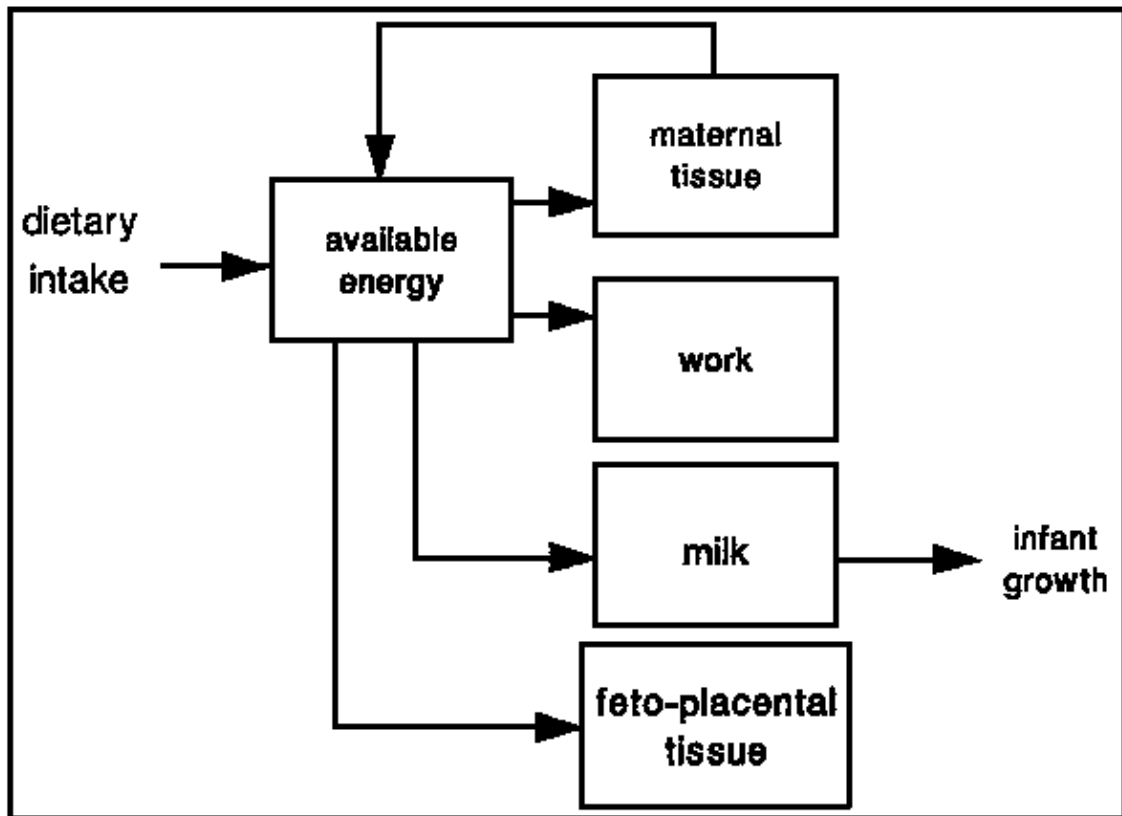 maternal
tissue
dietary
intake
available
energy
work
milk
infant
growth
feto-placental
tissue